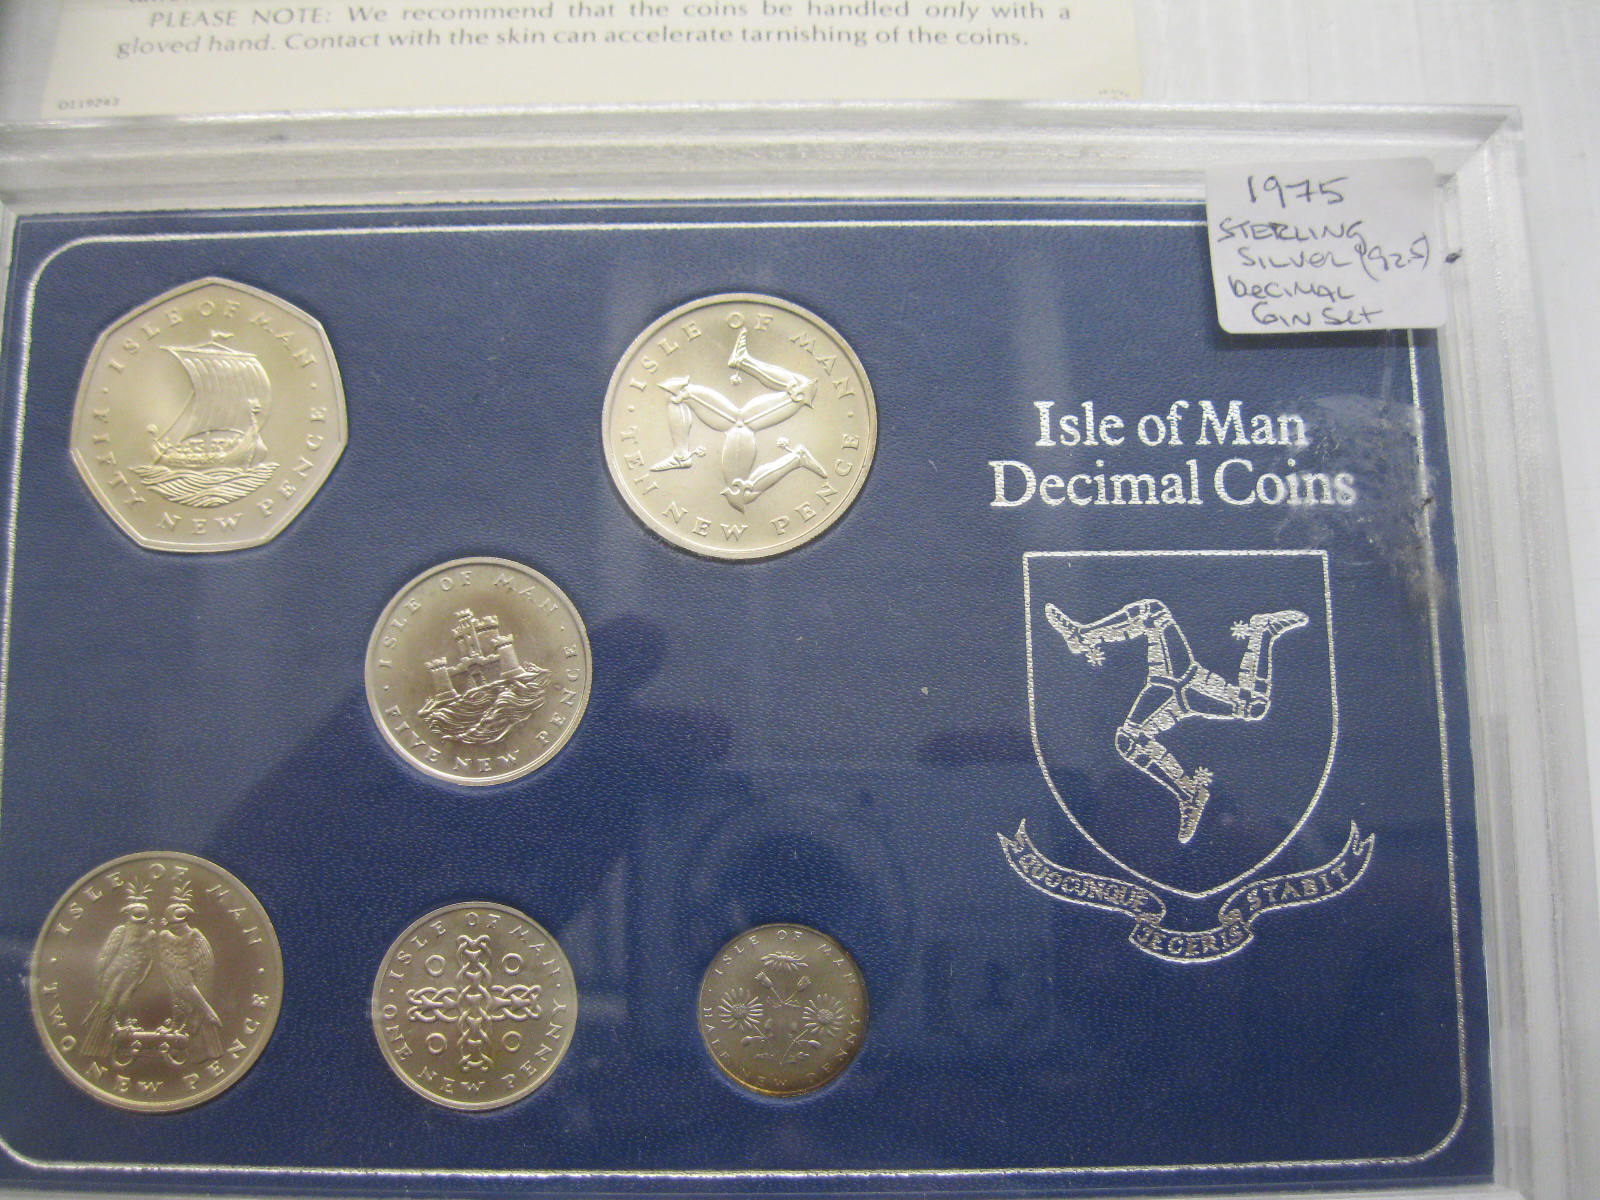 PLEASE NOTE: We recommend that the coins be handled only with a
gloved hand. Contact with the skin can accelerate tarnishing of the coins.
O119243
1975
STERLING
SILVER (92.5)
DECIMAL
COIN SET
ISLE OF MAN · FIFTY NEW PENCE ·
ISLE OF MAN · TEN NEW PENCE ·
Isle of Man
Decimal Coins
ISLE OF MAN · FIVE NEW PENCE ·
ISLE OF MAN · TWO NEW PENCE ·
ISLE OF MAN · ONE NEW PENNY ·
ISLE OF MAN · HALF NEW PENNY ·
QUOCUNQUE JECERIS STABIT